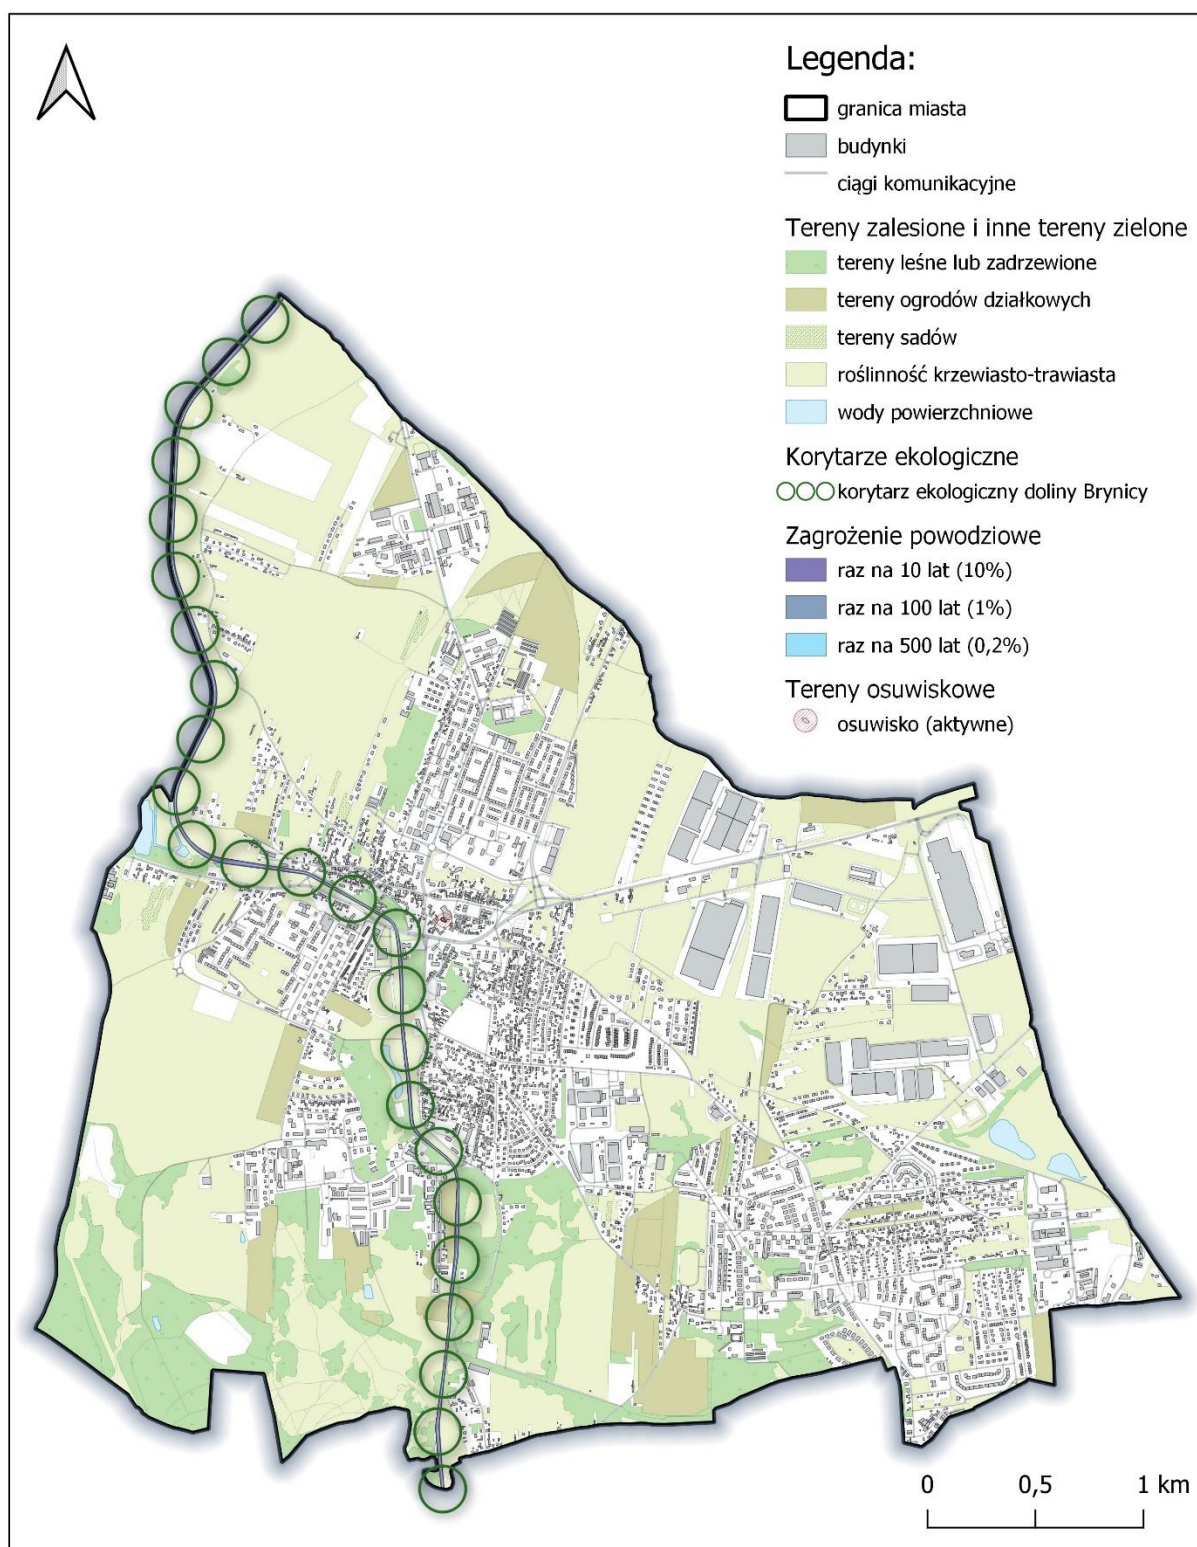 Legenda:
granica miasta
budynki
ciągi komunikacyjne
Tereny zalesione i inne tereny zielone
tereny leśne lub zadrzewione
tereny ogrodów działkowych
tereny sadów
roślinność krzewiasto-trawiasta
wody powierzchniowe
Korytarze ekologiczne
korytarz ekologiczny doliny Brynicy
Zagrożenie powodziowe
raz na 10 lat (10%)
raz na 100 lat (1%)
raz na 500 lat (0,2%)
Tereny osuwiskowe
osuwisko (aktywne)
0 0,5 1 km